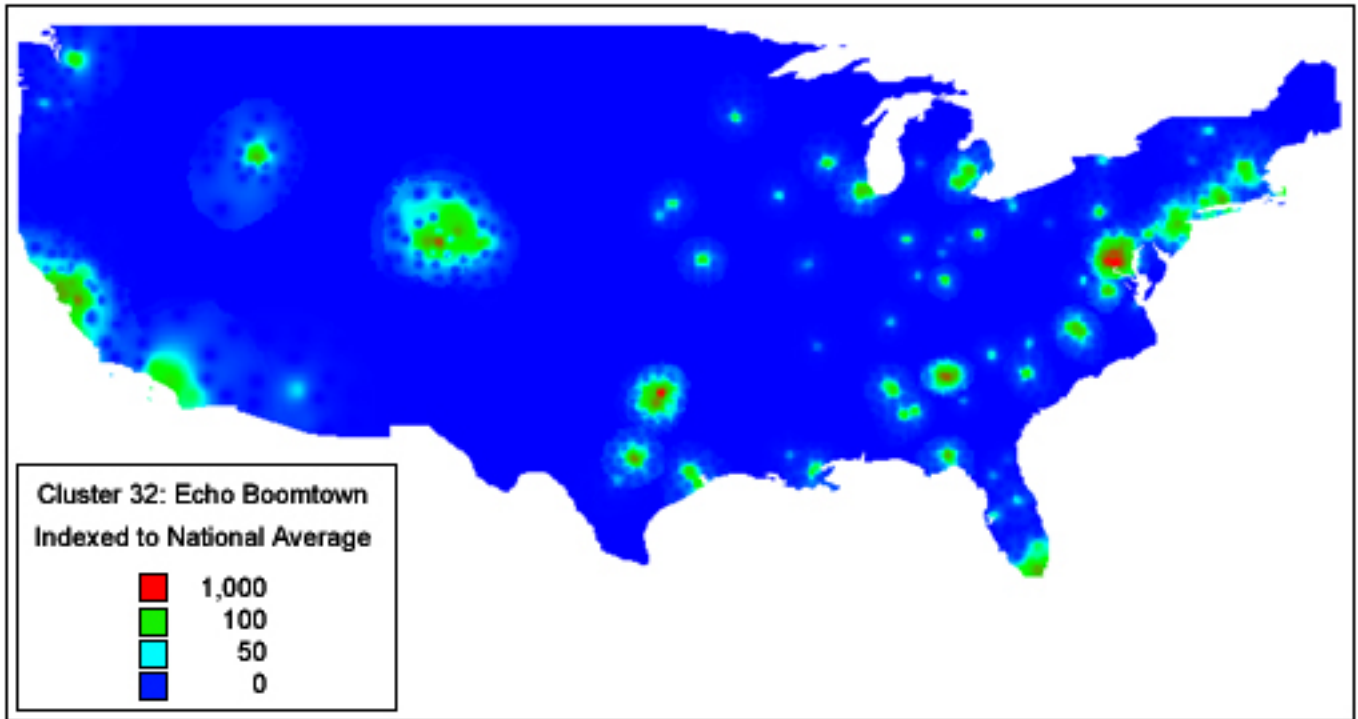 Cluster 32: Echo Boomtown
Indexed to National Average
1,000
100
50
0